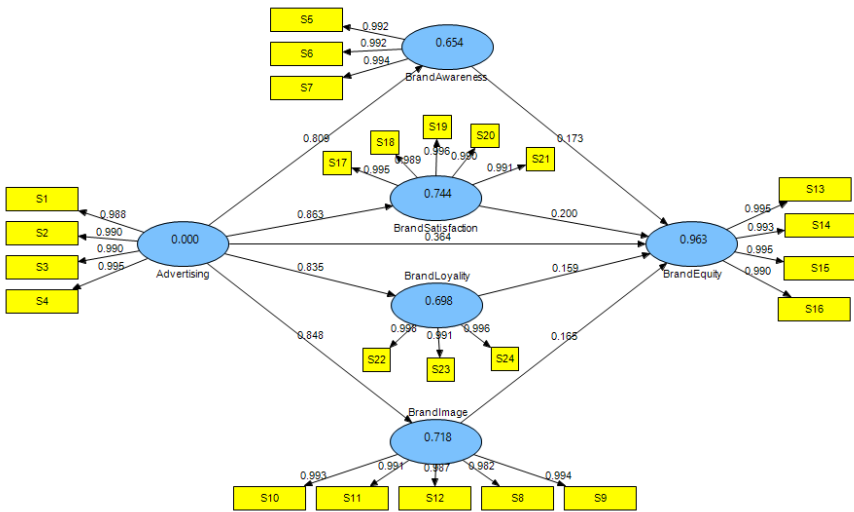 S5
0.992
S6
0.992
S7
0.994
0.654
BrandAwareness
0.809
0.173
S17
S18
S19
S20
S21
0.995
0.989
0.996
0.990
0.991
0.744
BrandSatisfaction
0.863
0.200
S1
0.988
S2
0.990
S3
0.990
S4
0.995
0.000
Advertising
0.364
0.963
BrandEquity
S13
0.995
S14
0.993
S15
0.995
S16
0.990
0.835
BrandLoyality
0.698
0.159
S22
S23
0.991
S24
0.996
0.848
0.165
BrandImage
0.718
0.993
0.991
0.987
0.982
0.994
S10
S11
S12
S8
S9